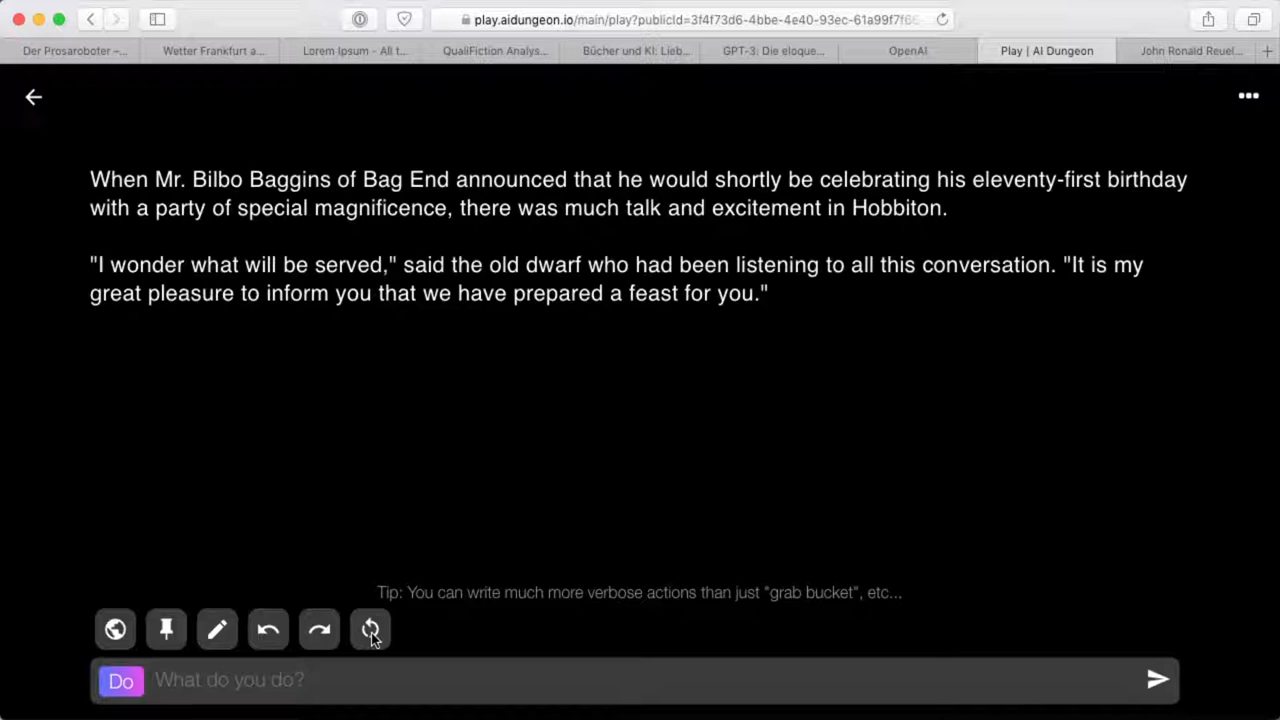 play.aidungeon.io/main/play?publicId=3f4f73d6-4bbe-4e40-93ec-61a99f7f6
Der Prosaroboter –...
Wetter Frankfurt a...
Lorem Ipsum - All t...
QualiFiction Analys...
Bücher und KI: Lieb...
GPT-3: Die eloque...
OpenAI
Play | AI Dungeon
John Ronald Reuel...
When Mr. Bilbo Baggins of Bag End announced that he would shortly be celebrating his eleventy-first birthday
with a party of special magnificence, there was much talk and excitement in Hobbiton.
"I wonder what will be served," said the old dwarf who had been listening to all this conversation. "It is my
great pleasure to inform you that we have prepared a feast for you."
Tip: You can write much more verbose actions than just "grab bucket", etc...
Do What do you do?